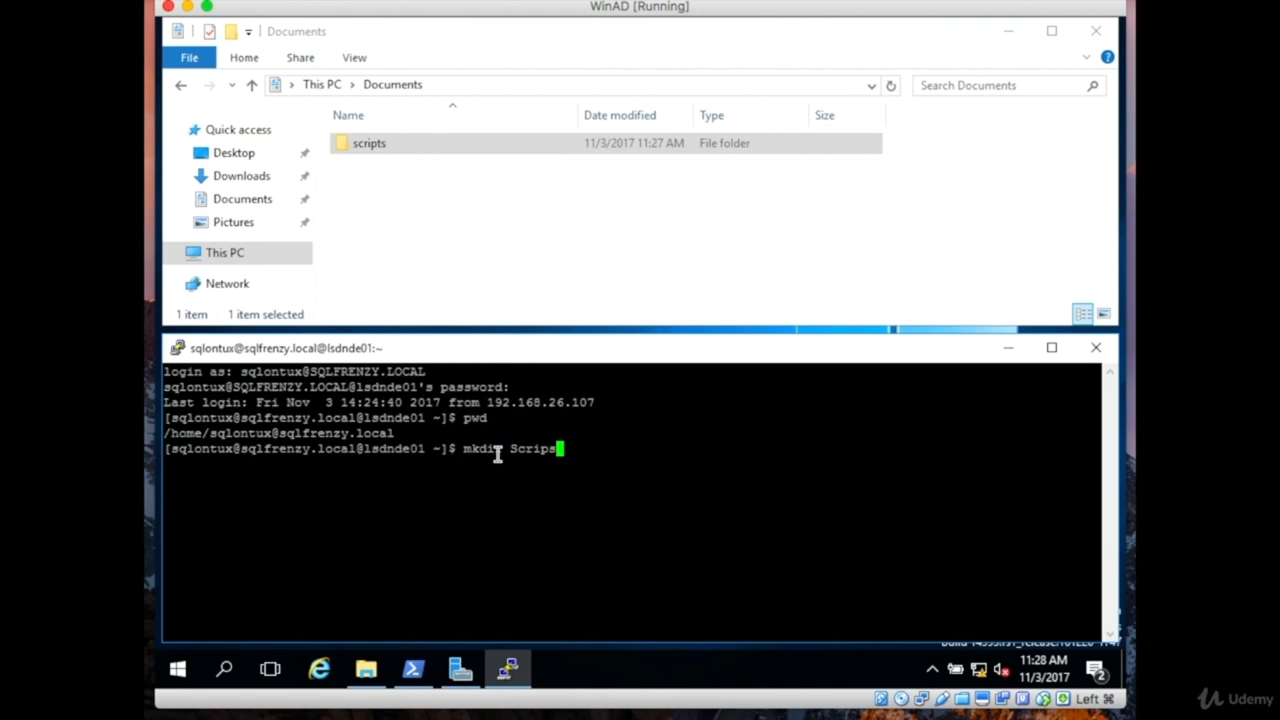 WinAD [Running]
Documents
File Home Share View
This PC > Documents
Search Documents
Name Date modified Type Size
scripts 11/3/2017 11:27 AM File folder
Quick access
Desktop
Downloads
Documents
Pictures
This PC
Network
1 item 1 item selected
sqlontux@sqlfrenzy.local@lsdnde01:~
login as: sqlontux@SQLFRENZY.LOCAL
sqlontux@SQLFRENZY.LOCAL@lsdnde01's password:
Last login: Fri Nov  3 14:24:40 2017 from 192.168.26.107
[sqlontux@sqlfrenzy.local@lsdnde01 ~]$ pwd
/home/sqlontux@sqlfrenzy.local
[sqlontux@sqlfrenzy.local@lsdnde01 ~]$ mkdir Scrips
11:28 AM
11/3/2017
2
Left ⌘
Udemy